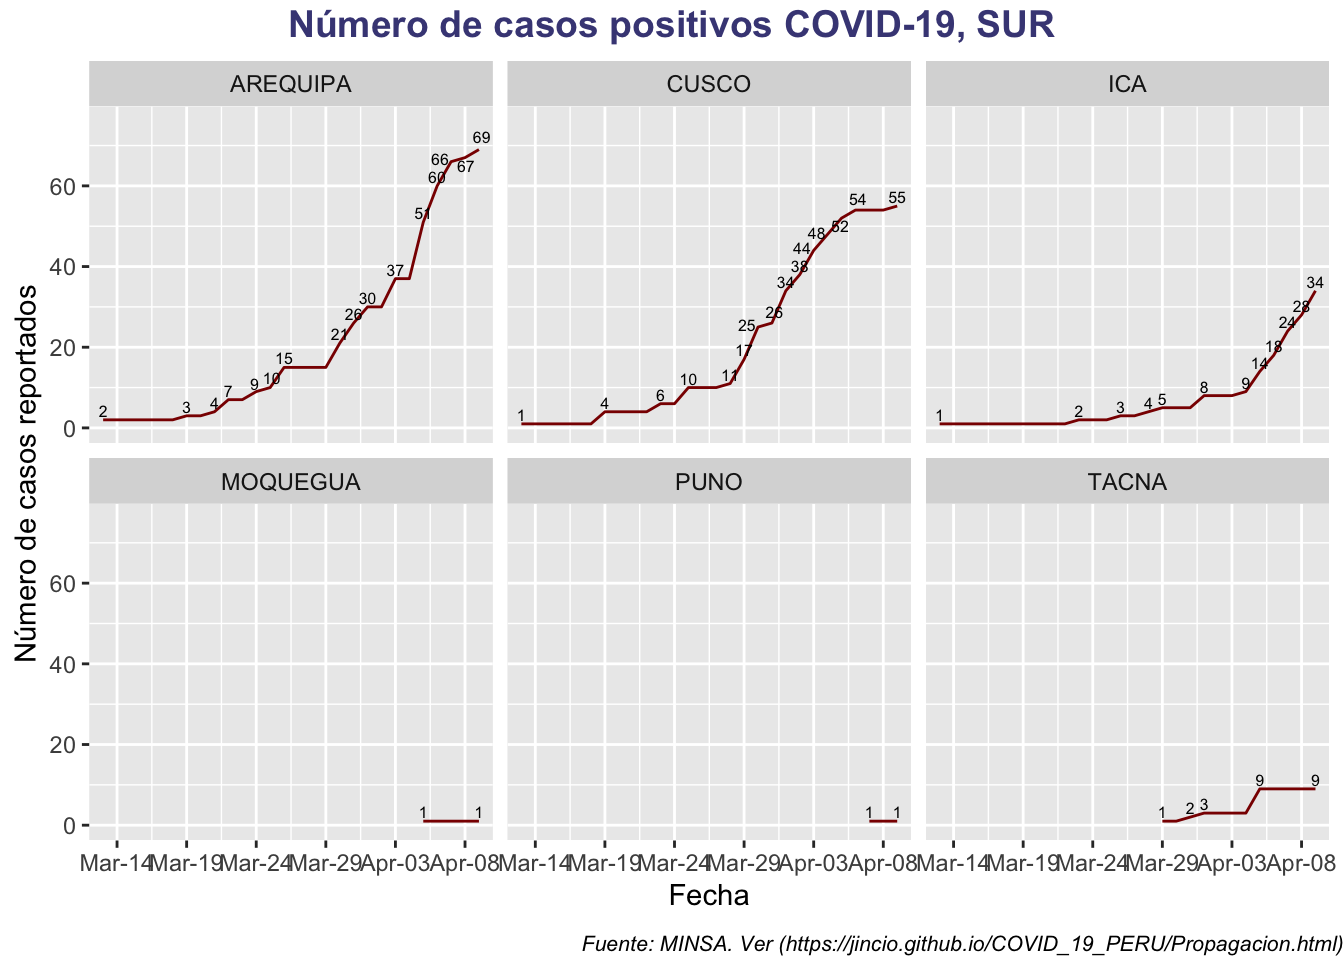 Número de casos positivos COVID-19, SUR
AREQUIPA CUSCO ICA
2 3 4 7 9 10 15 21 26 30 37 51 60 66 67 69
1 4 6 10 11 17 25 26 34 38 44 48 52 54 55
1 2 3 4 5 8 9 14 18 24 28 34
60
40
20
0
MOQUEGUA PUNO TACNA
1 1
1 1
1 2 3 9 9
60
40
20
0
Número de casos reportados
Mar-14 Mar-19 Mar-24 Mar-29 Apr-03 Apr-08 Mar-14 Mar-19 Mar-24 Mar-29 Apr-03 Apr-08 Mar-14 Mar-19 Mar-24 Mar-29 Apr-03 Apr-08
Fecha
Fuente: MINSA. Ver (https://jincio.github.io/COVID_19_PERU/Propagacion.html)